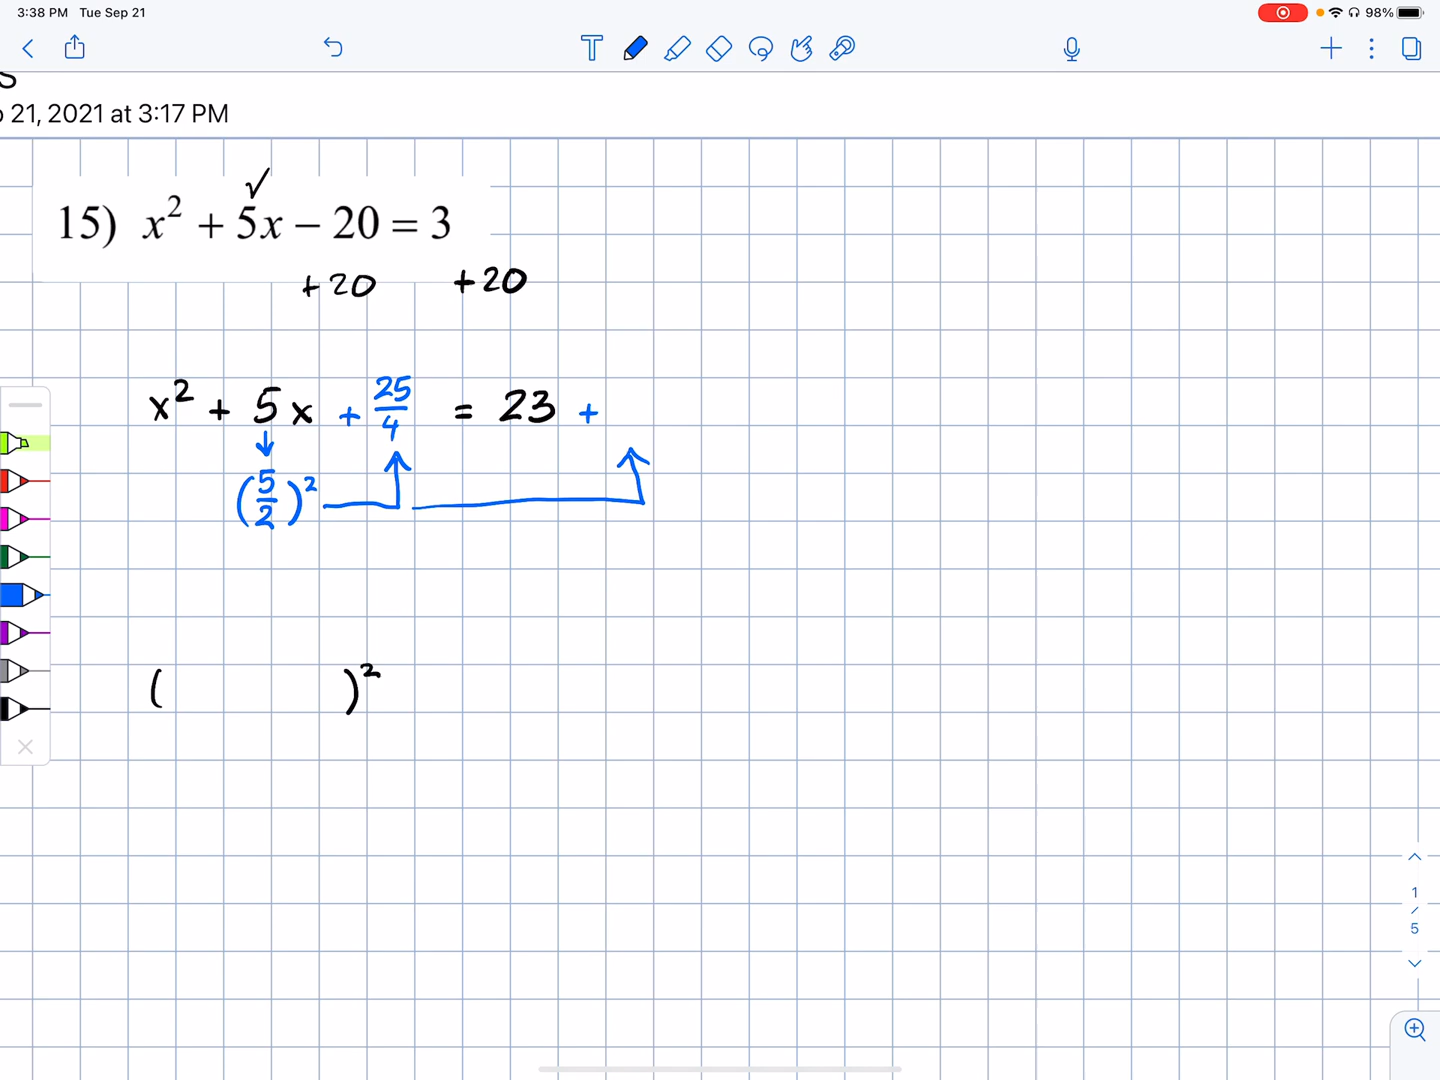 3:38 PM Tue Sep 21 98%
T
21, 2021 at 3:17 PM
✓
15) x² + 5x − 20 = 3
+20 +20
x² + 5x + 25/4 = 23 +
(5/2)²
( )²
1
/
5